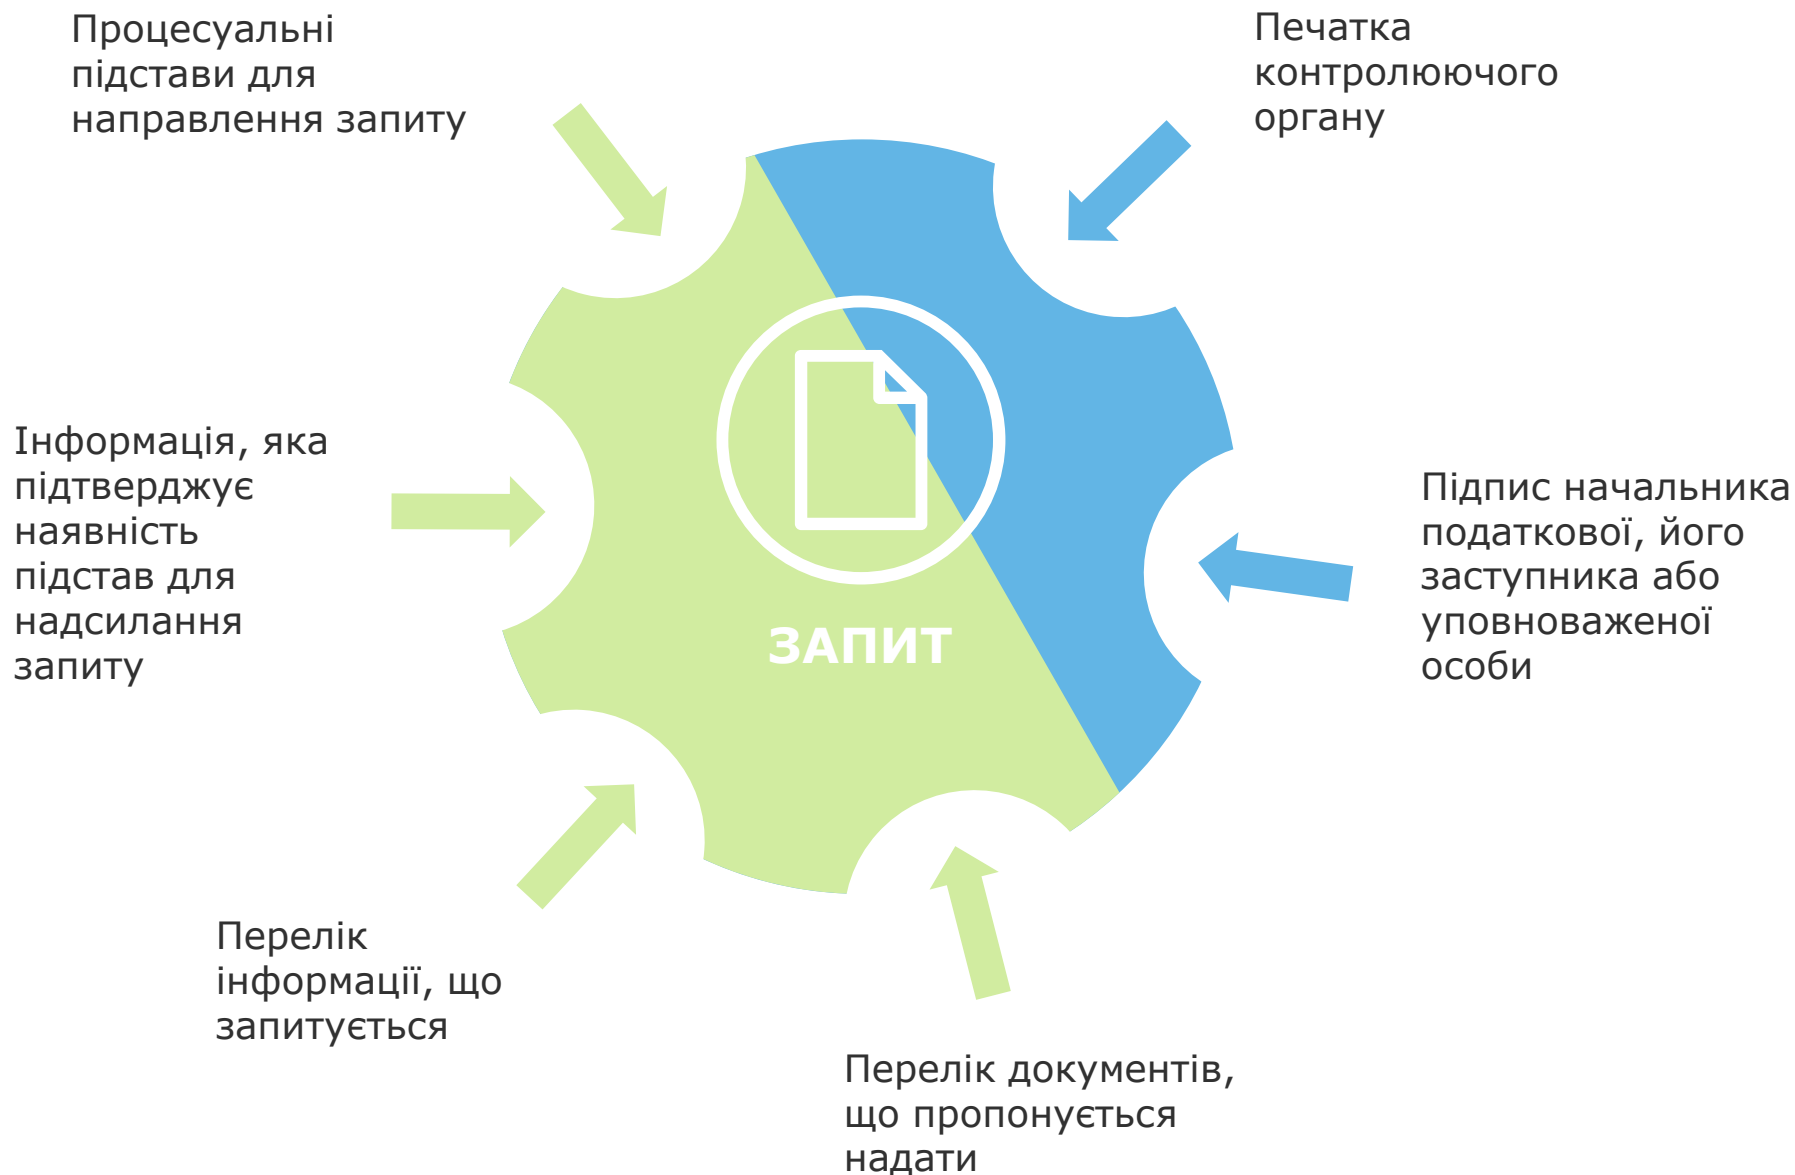 Процесуальні
підстави для
направлення запиту
Печатка
контролюючого
органу
Інформація, яка
підтверджує
наявність
підстав для
надсилання
запиту
Підпис начальника
податкової, його
заступника або
уповноваженої
особи
ЗАПИТ
Перелік
інформації, що
запитується
Перелік документів,
що пропонується
надати